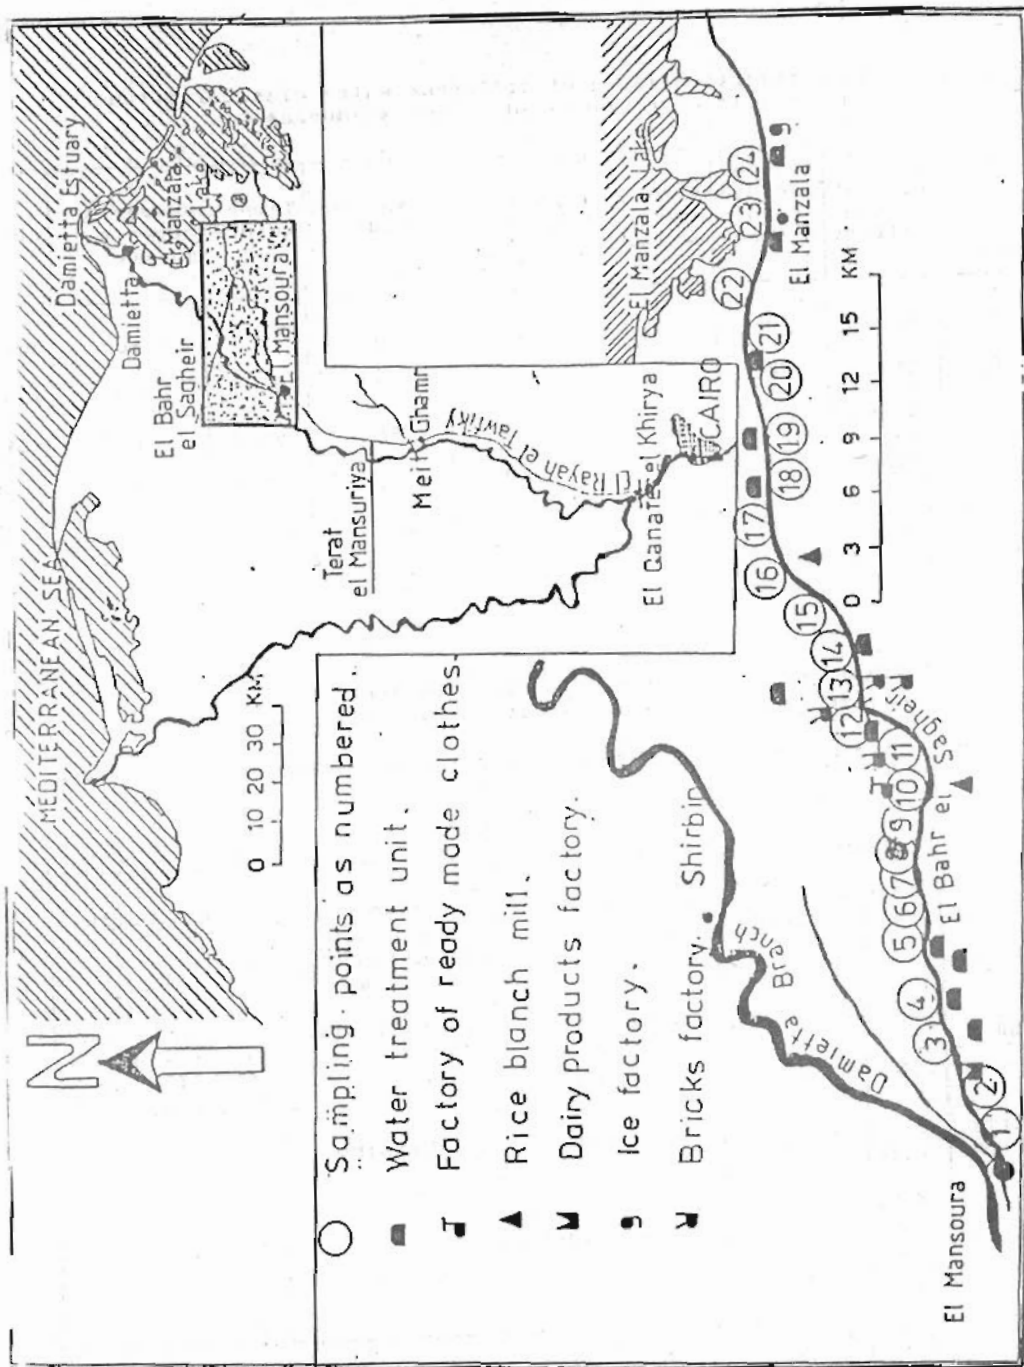 N
MEDITERRANEAN SEA
Damietta Estuary
Damietta
El Manzala
Lake
El Bahr
el Sagheir
El Mansoura
Terat
el Mansuriya
Meit Ghamr
El Rayah el Tawfiky
El Qanater el Khirya
CAIRO
0 10 20 30 KM
Sampling points as numbered.
Water treatment unit.
Factory of ready made clothes.
Rice blanch mill.
Dairy products factory.
Ice factory.
Bricks factory.
El Manzala Lake
Shirbin
Damietta Branch
El Bahr el Sagheir
El Mansoura
El Manzala
1 2 3 4 5 6 7 8 9 10 11 12 13 14 15 16 17 18 19 20 21 22 23 24
0 3 6 9 12 15 KM